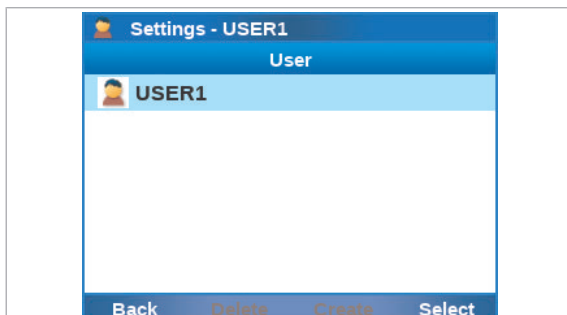 Settings - USER1
User
USER1
Back Delete Create Select